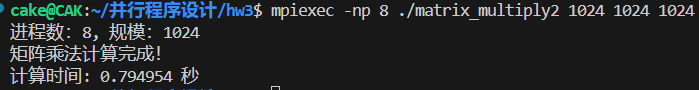 cake@CAK:~/并行程序设计/hw3$ mpiexec -np 8 ./matrix_multiply2 1024 1024 1024
进程数: 8, 规模: 1024
矩阵乘法计算完成!
计算时间: 0.794954 秒